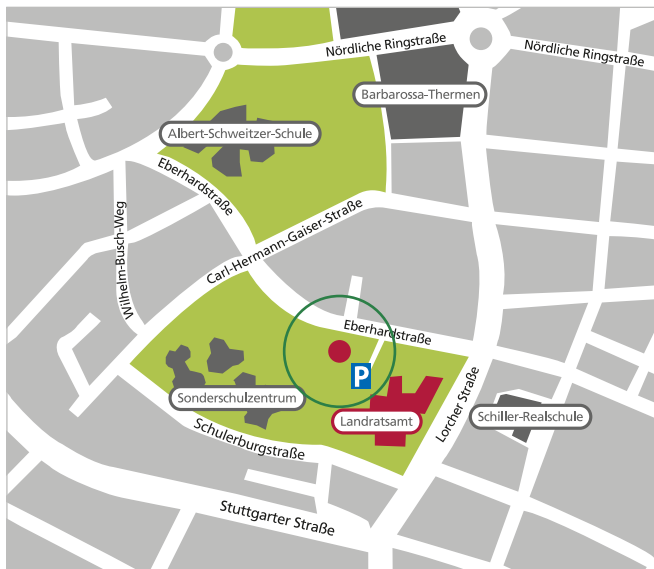 Nördliche Ringstraße
Nördliche Ringstraße
Barbarossa-Thermen
Albert-Schweitzer-Schule
Eberhardstraße
Wilhelm-Busch-Weg
Carl-Hermann-Gaiser-Straße
Eberhardstraße
P
Sonderschulzentrum
Landratsamt
Lorcher Straße
Schiller-Realschule
Schulerburgstraße
Stuttgarter Straße